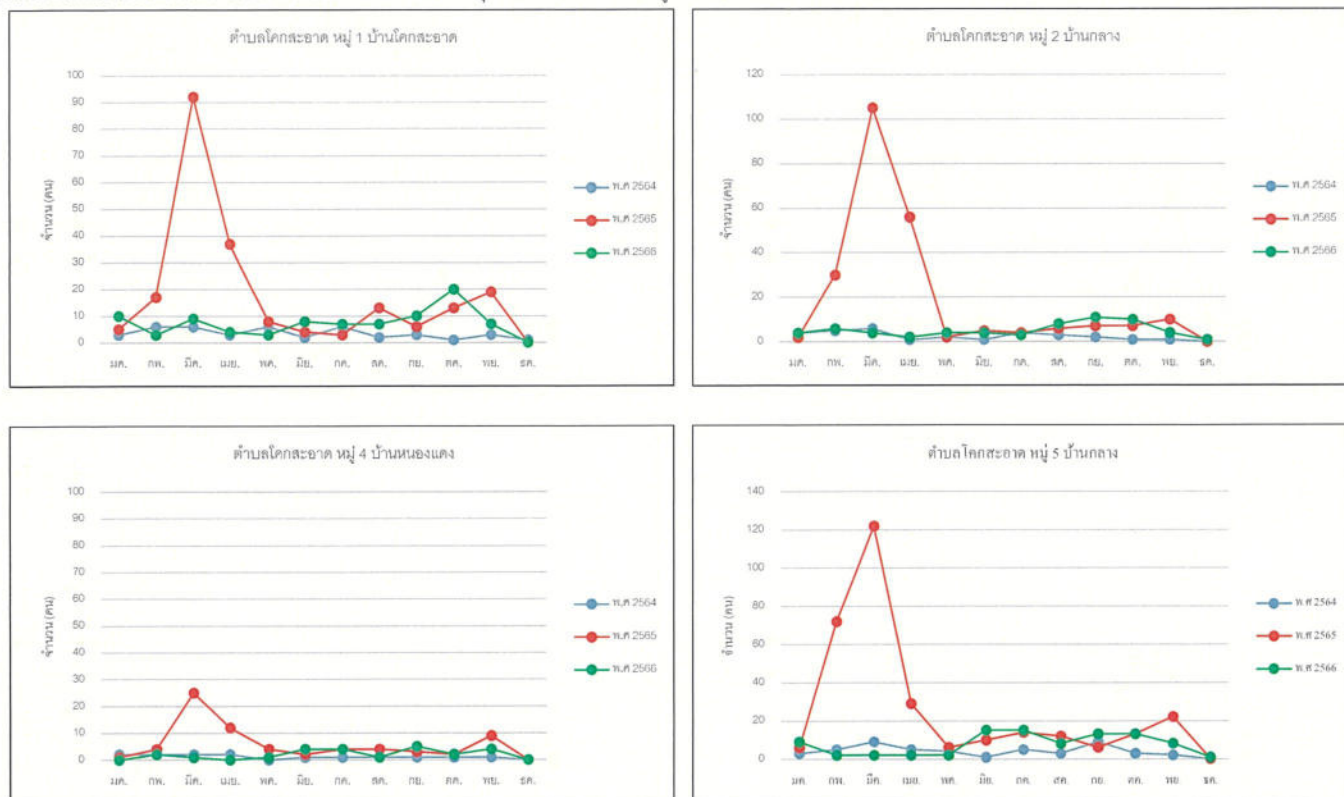 ตำบลโคกสะอาด หมู่ 1 บ้านโคกสะอาด
100
90
80
70
60
50
40
30
20
10
0
จำนวน (คน)
มค. กพ. มีค. เมย. พค. มิย. กค. สค. กย. ตค. พย. ธค.
พ.ศ 2564
พ.ศ 2565
พ.ศ 2566
ตำบลโคกสะอาด หมู่ 2 บ้านกลาง
120
100
80
60
40
20
0
จำนวน (คน)
มค. กพ. มีค. เมย. พค. มิย. กค. สค. กย. ตค. พย. ธค.
พ.ศ 2564
พ.ศ 2565
พ.ศ 2566
ตำบลโคกสะอาด หมู่ 4 บ้านหนองแดง
100
90
80
70
60
50
40
30
20
10
0
จำนวน (คน)
มค. กพ. มีค. เมย. พค. มิย. กค. สค. กย. ตค. พย. ธค.
พ.ศ 2564
พ.ศ 2565
พ.ศ 2566
ตำบลโคกสะอาด หมู่ 5 บ้านกลาง
140
120
100
80
60
40
20
0
จำนวน (คน)
มค. กพ. มีค. เมย. พค. มิย. กค. สค. กย. ตค. พย. ธค.
พ.ศ 2564
พ.ศ 2565
พ.ศ 2566